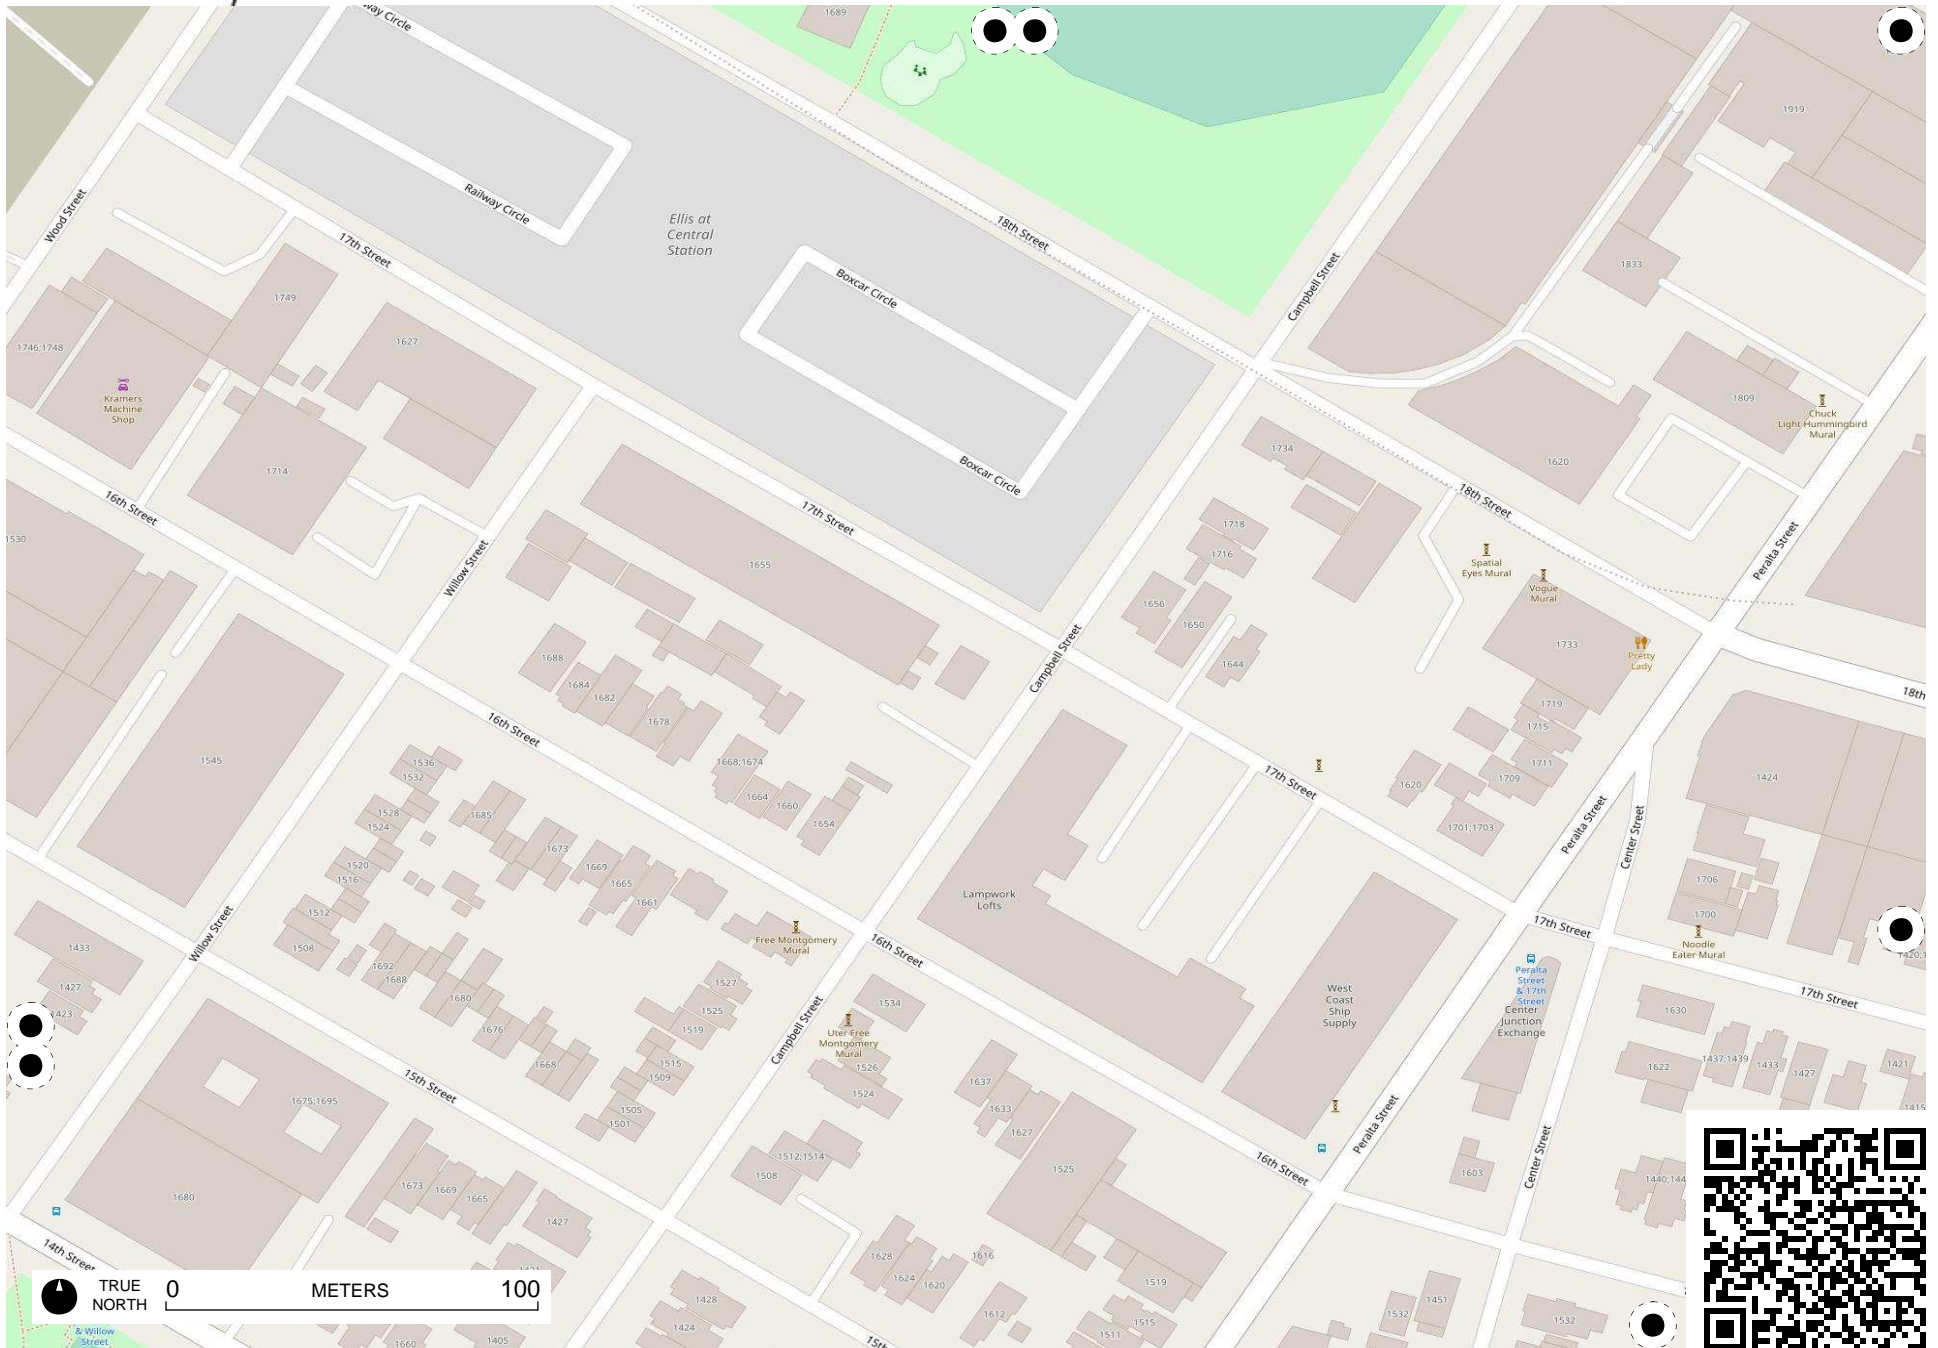 way Circle
1689
1919
Wood Street
Railway Circle
Ellis at
Central
Station
18th Street
17th Street
Boxcar Circle
Campbell Street
1833
1749
1627
1746;1748
Kramers
Machine
Shop
1809
Chuck
Light Hummingbird
Mural
1714
1734
1620
16th Street
Boxcar Circle
18th Street
17th Street
1530
1718
1716
Spatial
Eyes Mural
Vogue
Mural
Peralta Street
Willow Street
1655
1656
1650
1644
1733
Pretty
Lady
Campbell Street
1688
1684
1682
1678
18th
1719
1715
1711
1709
16th Street
1545
1536
1532
1668;1674
1664
1660
1654
17th Street
1620
1701;1703
1424
1528
1524
1685
1673
1669
1665
1661
Peralta Street
Center Street
1520
1516
1512
1508
Lampwork
Lofts
1706
1700
Willow Street
Free Montgomery
Mural
16th Street
17th Street
Noodle
Eater Mural
1433
1427
1423
1692
1688
1680
1676
1668
1527
1525
1519
1515
1509
1505
1501
1534
Campbell Street
Uter Free
Montgomery
Mural
1526
1524
West
Coast
Ship
Supply
Peralta
Street
& 17th
Street
Center
Junction
Exchange
17th Street
1630
1622
1437;1439
1433
1427
1421
1415
15th Street
1675;1695
1637
1633
1627
1525
Peralta Street
Center Street
1512;1514
1508
16th Street
1603
1680
1673
1669
1665
1427
1628
1624
1620
1616
1612
1519
14th Street
1428
1424
1515
1511
1451
1532
1532
TRUE
NORTH
0 METERS 100
& Willow
Street
1660
1405